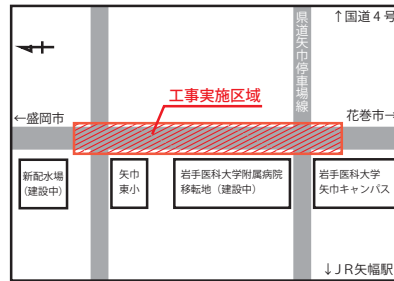 ↑国道4号
県道矢巾停車場線
工事実施区域
←盛岡市
花巻市→
新配水場
(建設中)
矢巾
東小
岩手医科大学附属病院
移転地(建設中)
岩手医科大学
矢巾キャンパス
↓JR矢幅駅